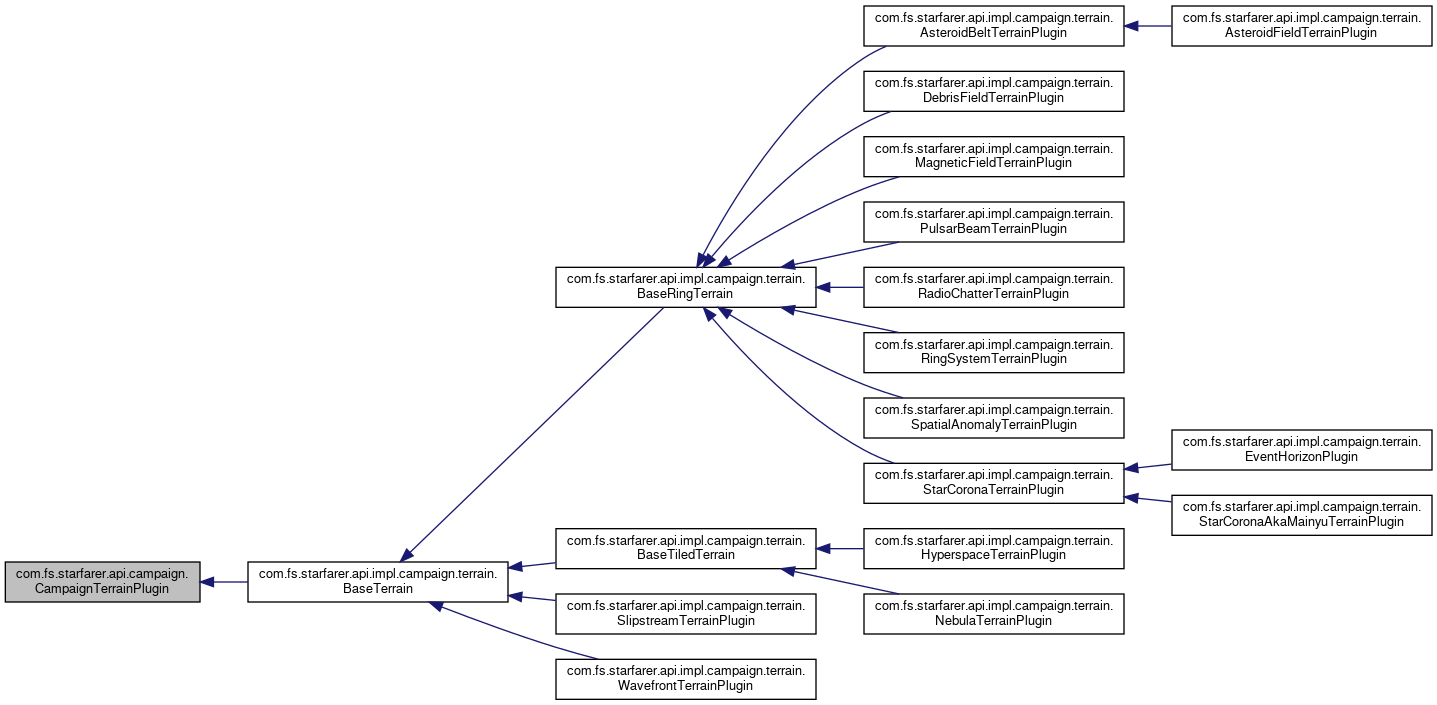 com.fs.starfarer.api.impl.campaign.terrain.
AsteroidBeltTerrainPlugin
com.fs.starfarer.api.impl.campaign.terrain.
AsteroidFieldTerrainPlugin
com.fs.starfarer.api.impl.campaign.terrain.
DebrisFieldTerrainPlugin
com.fs.starfarer.api.impl.campaign.terrain.
MagneticFieldTerrainPlugin
com.fs.starfarer.api.impl.campaign.terrain.
PulsarBeamTerrainPlugin
com.fs.starfarer.api.impl.campaign.terrain.
BaseRingTerrain
com.fs.starfarer.api.impl.campaign.terrain.
RadioChatterTerrainPlugin
com.fs.starfarer.api.impl.campaign.terrain.
RingSystemTerrainPlugin
com.fs.starfarer.api.impl.campaign.terrain.
SpatialAnomalyTerrainPlugin
com.fs.starfarer.api.impl.campaign.terrain.
EventHorizonPlugin
com.fs.starfarer.api.impl.campaign.terrain.
StarCoronaTerrainPlugin
com.fs.starfarer.api.impl.campaign.terrain.
StarCoronaAkaMainyuTerrainPlugin
com.fs.starfarer.api.impl.campaign.terrain.
BaseTiledTerrain
com.fs.starfarer.api.impl.campaign.terrain.
HyperspaceTerrainPlugin
com.fs.starfarer.api.campaign.
CampaignTerrainPlugin
com.fs.starfarer.api.impl.campaign.terrain.
BaseTerrain
com.fs.starfarer.api.impl.campaign.terrain.
SlipstreamTerrainPlugin
com.fs.starfarer.api.impl.campaign.terrain.
NebulaTerrainPlugin
com.fs.starfarer.api.impl.campaign.terrain.
WavefrontTerrainPlugin